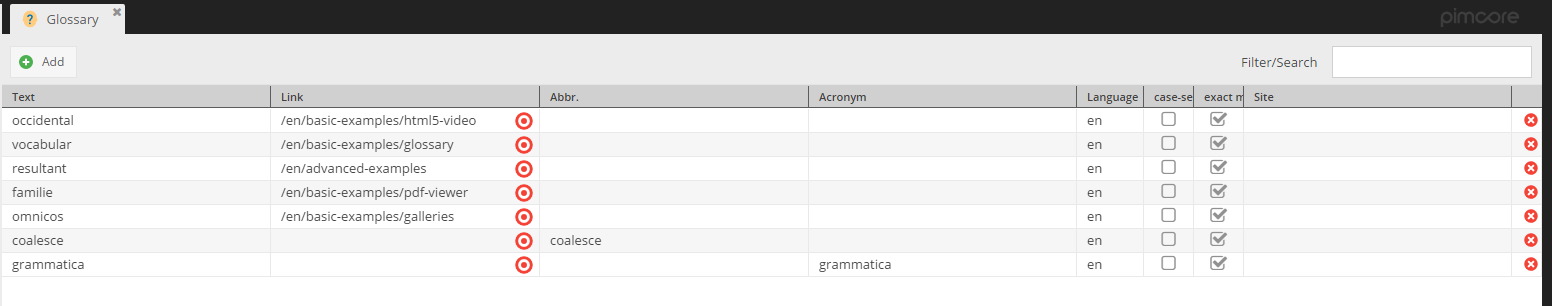 ? Glossary
pimcore
Add
Filter/Search
Text Link Abbr. Acronym Language case-se exact m Site
occidental /en/basic-examples/html5-video en
vocabular /en/basic-examples/glossary en
resultant /en/advanced-examples en
familie /en/basic-examples/pdf-viewer en
omnicos /en/basic-examples/galleries en
coalesce coalesce en
grammatica grammatica en